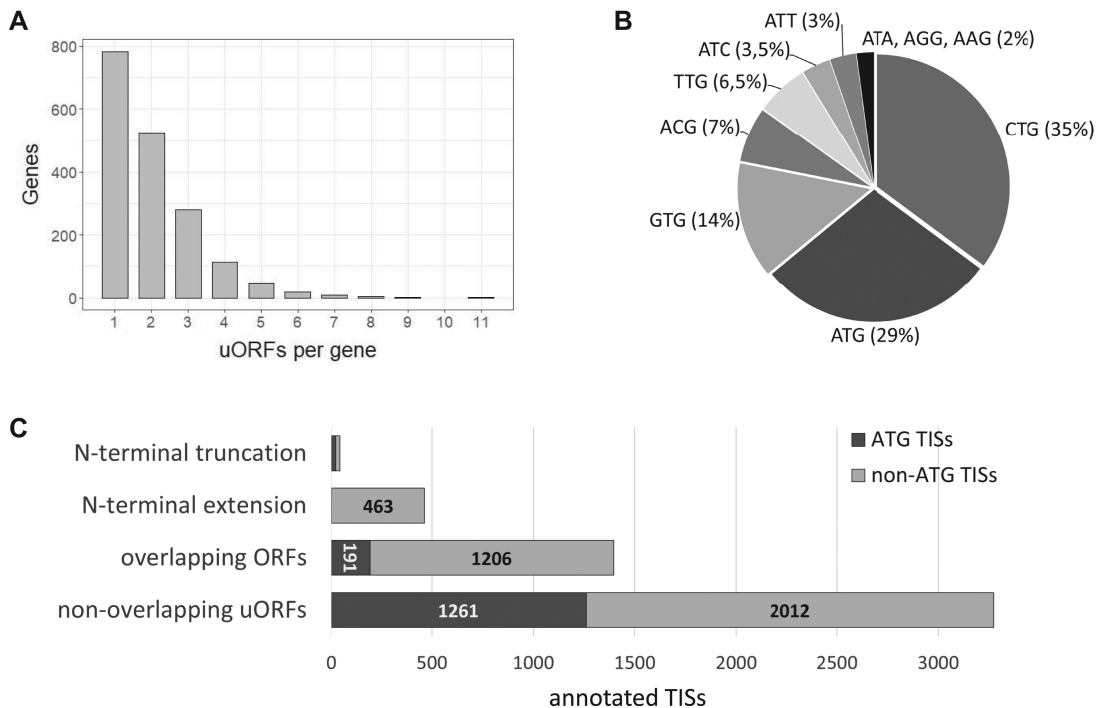 A
800
600
400
200
0
Genes
1 2 3 4 5 6 7 8 9 10 11
uORFs per gene
B
ATT (3%)
ATA, AGG, AAG (2%)
ATC (3,5%)
TTG (6,5%)
ACG (7%)
CTG (35%)
GTG (14%)
ATG (29%)
C
ATG TISs
non-ATG TISs
N-terminal truncation
N-terminal extension 463
overlapping ORFs 191 1206
non-overlapping uORFs 1261 2012
0 500 1000 1500 2000 2500 3000
annotated TISs